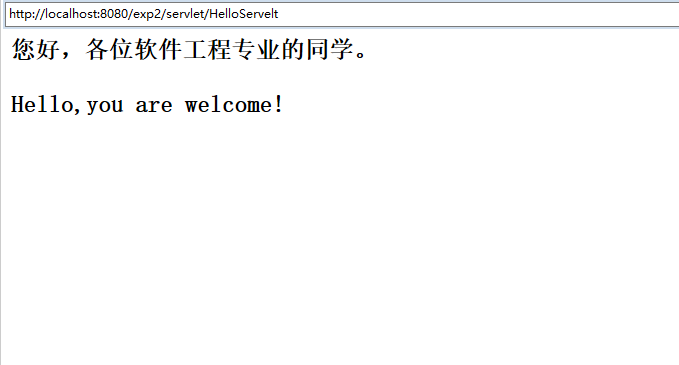 http://localhost:8080/exp2/servlet/HelloServelt
您好，各位软件工程专业的同学。
Hello,you are welcome!